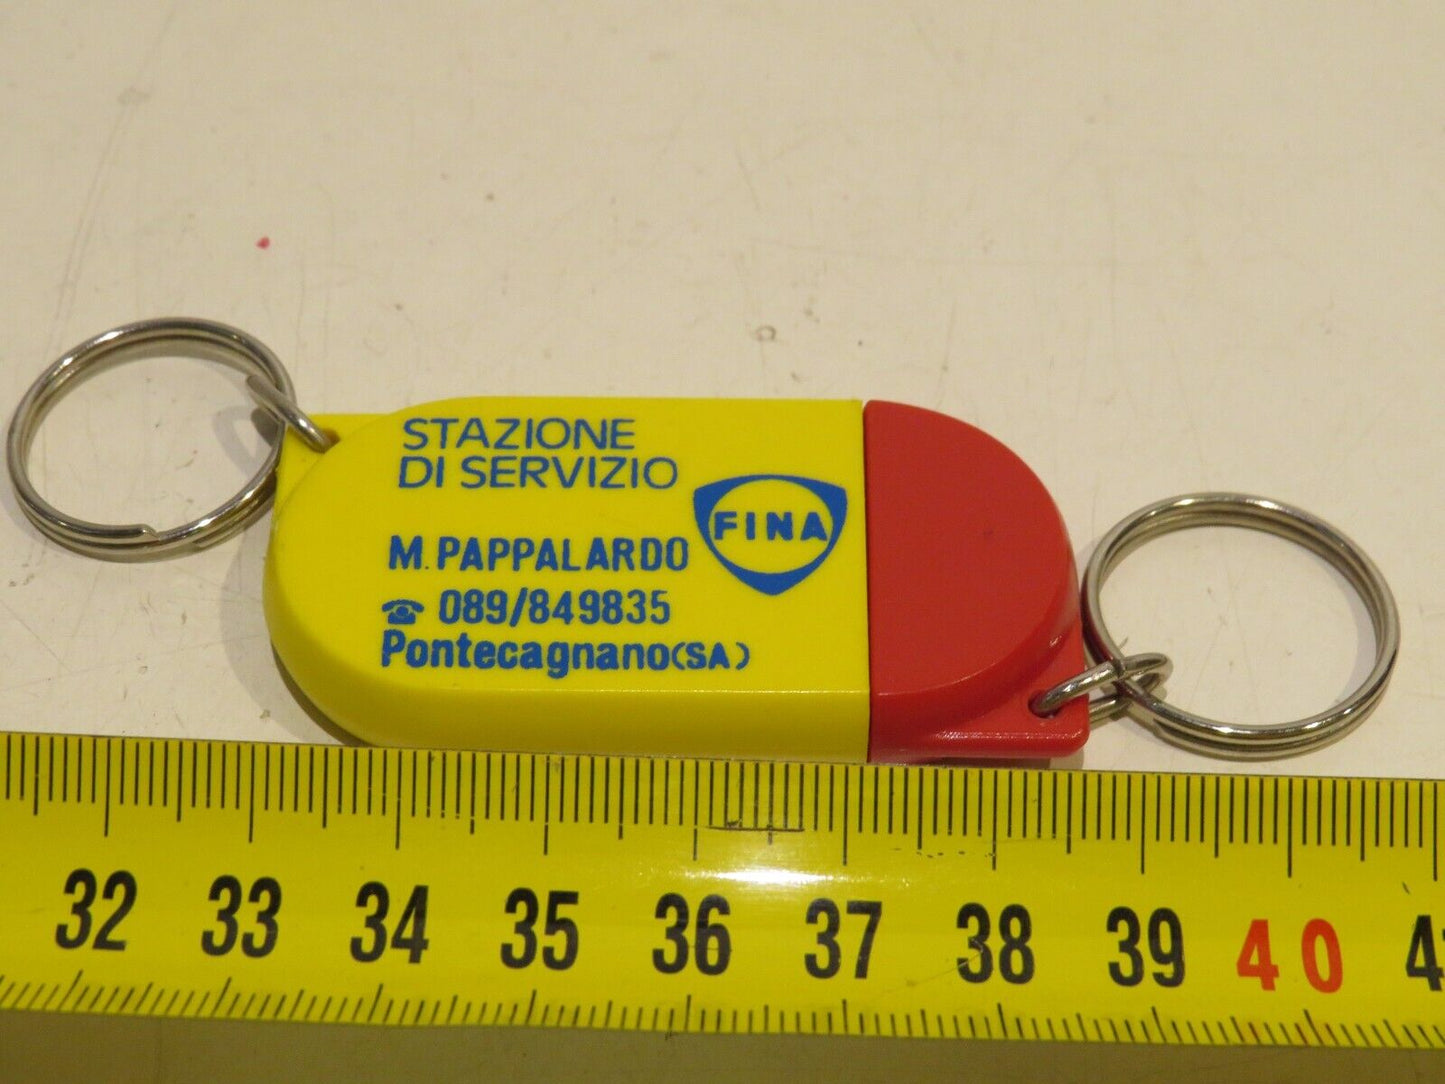 STAZIONE
DI SERVIZIO
FINA
M. PAPPALARDO
☎ 089/849835
Pontecagnano (SA)
32 33 34 35 36 37 38 39 40